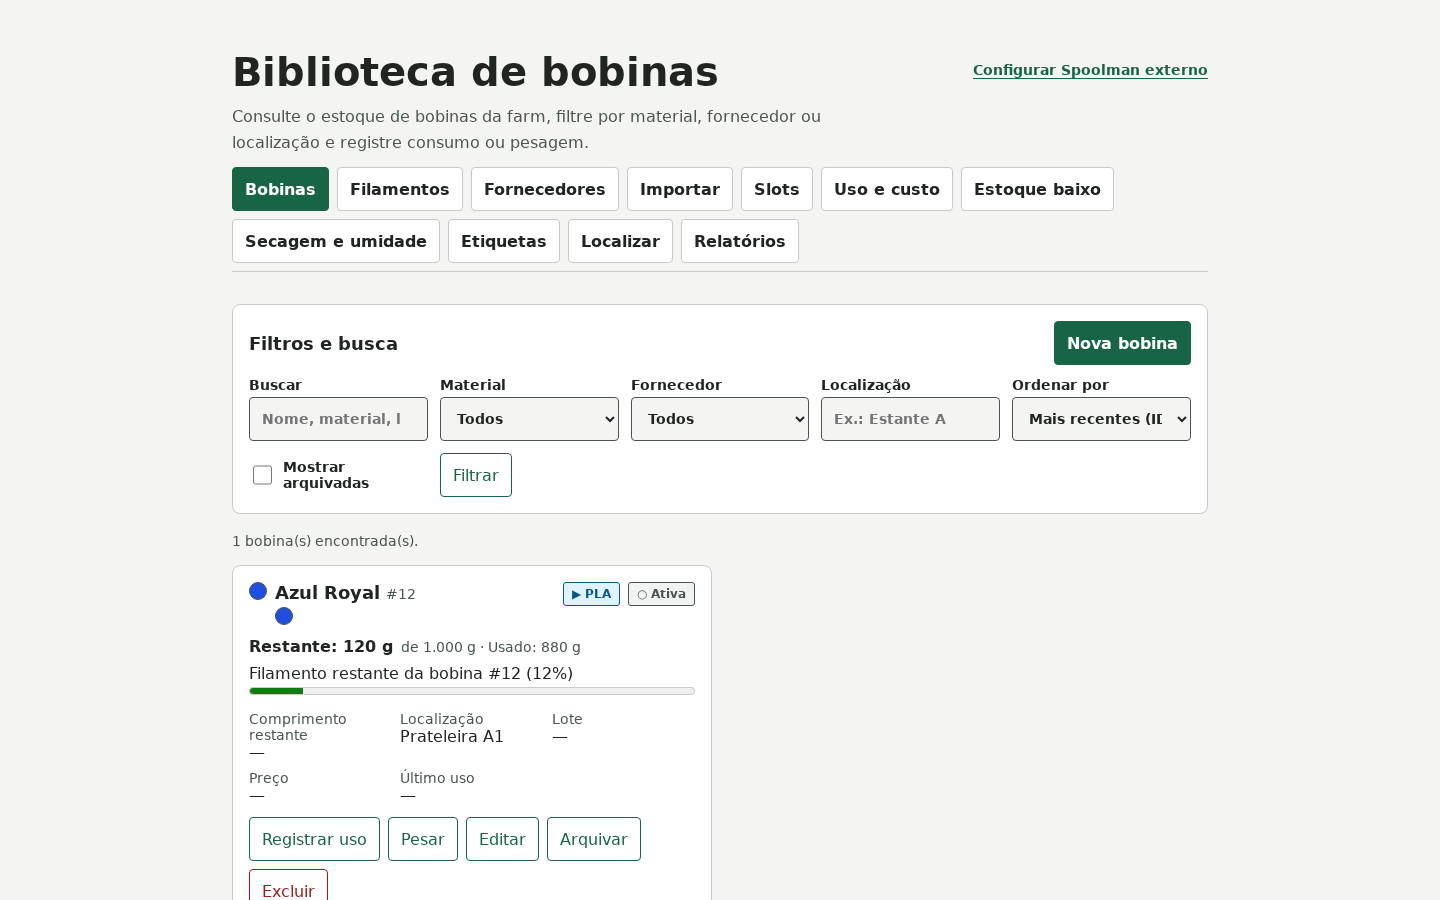 Biblioteca de bobinas
Configurar Spoolman externo
Consulte o estoque de bobinas da farm, filtre por material, fornecedor ou
localização e registre consumo ou pesagem.
Bobinas Filamentos Fornecedores Importar Slots Uso e custo Estoque baixo
Secagem e umidade Etiquetas Localizar Relatórios
Filtros e busca
Nova bobina
Buscar Material Fornecedor Localização Ordenar por
Nome, material, l Todos Todos Ex.: Estante A Mais recentes (ID
Mostrar
arquivadas
Filtrar
1 bobina(s) encontrada(s).
Azul Royal #12 ▶ PLA ○ Ativa
Restante: 120 g de 1.000 g · Usado: 880 g
Filamento restante da bobina #12 (12%)
Comprimento
restante
—
Localização
Prateleira A1
Lote
—
Preço
—
Último uso
—
Registrar uso Pesar Editar Arquivar
Excluir